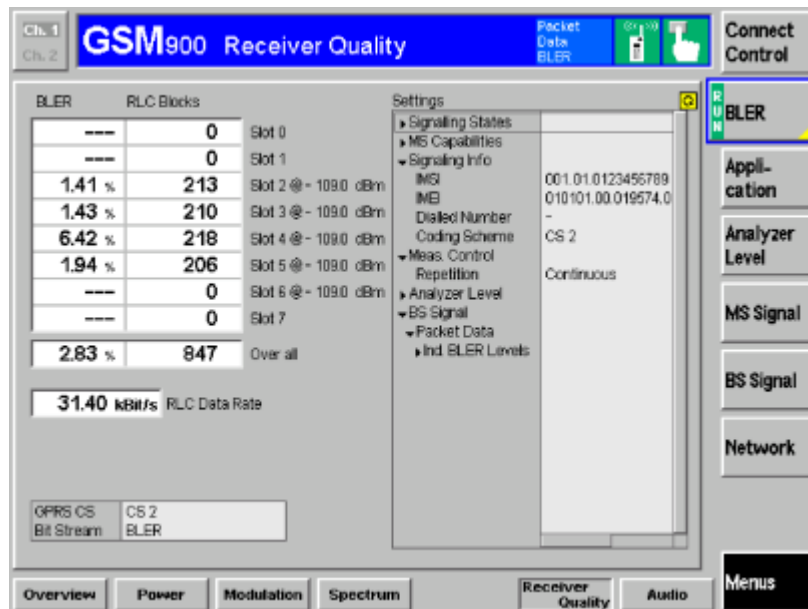 Ch. 1
Ch. 2
GSM900 Receiver Quality
Packet
Data
BLER
Connect
Control
BLER RLC Blocks
--- 0 Slot 0
--- 0 Slot 1
1.41 % 213 Slot 2 @ - 109.0 dBm
1.43 % 210 Slot 3 @ - 109.0 dBm
6.42 % 218 Slot 4 @ - 109.0 dBm
1.94 % 206 Slot 5 @ - 109.0 dBm
--- 0 Slot 6 @ - 109.0 dBm
--- 0 Slot 7
2.83 % 847 Over all
31.40 kBit/s RLC Data Rate
GPRS CS CS 2
Bit Stream BLER
Settings
Signaling States
MS Capabilities
Signaling Info
IMSI 001.01.0123456789
IMEI 010101.00.019574.0
Dialled Number -
Coding Scheme CS 2
Meas. Control
Repetition Continuous
Analyzer Level
BS Signal
Packet Data
Ind. BLER Levels
RUN
BLER
Appli-
cation
Analyzer
Level
MS Signal
BS Signal
Network
Menus
Overview Power Modulation Spectrum Receiver Quality Audio